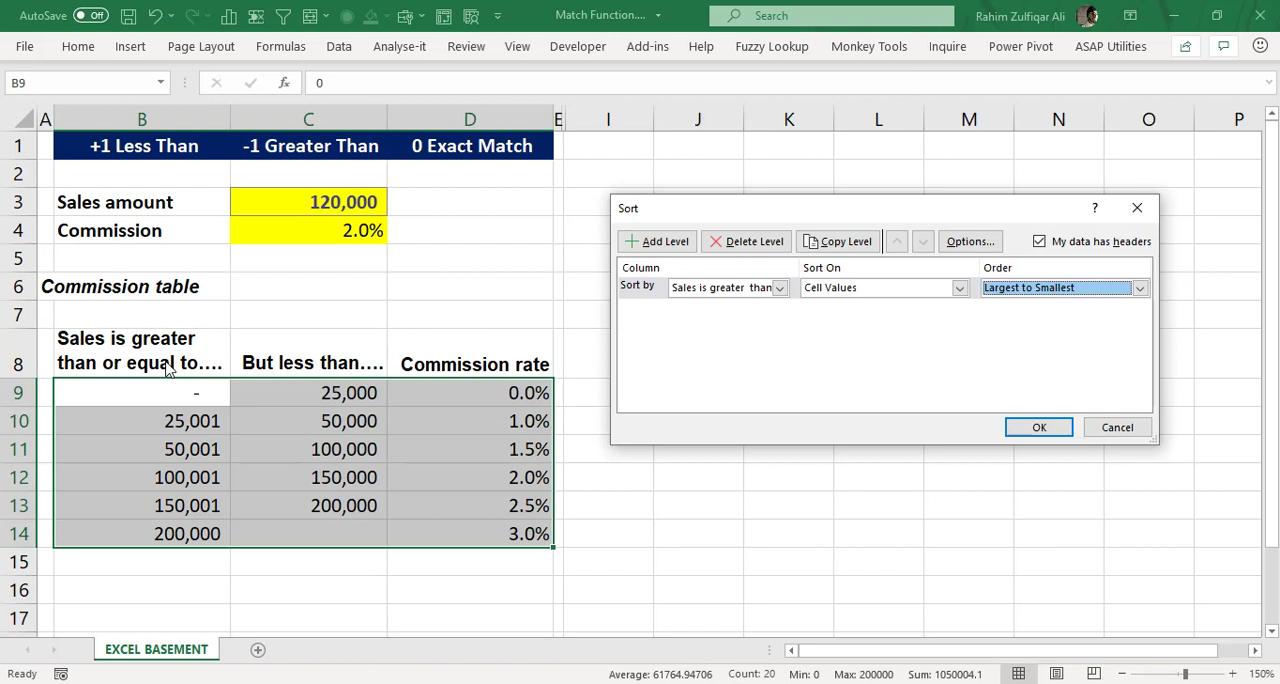 AutoSave Off
Match Function....
Search
Rahim Zulfiqar Ali
File Home Insert Page Layout Formulas Data Analyse-it Review View Developer Add-ins Help Fuzzy Lookup Monkey Tools Inquire Power Pivot ASAP Utilities
B9 fx 0
A B C D E I J K L M N O P
1 +1 Less Than -1 Greater Than 0 Exact Match
2
3 Sales amount 120,000
4 Commission 2.0%
5
6 Commission table
7
Sales is greater
8 than or equal to.... But less than.... Commission rate
9 - 25,000 0.0%
10 25,001 50,000 1.0%
11 50,001 100,000 1.5%
12 100,001 150,000 2.0%
13 150,001 200,000 2.5%
14 200,000 3.0%
15
16
17
Sort ?
Add Level Delete Level Copy Level Options... My data has headers
Column Sort On Order
Sort by Sales is greater than Cell Values Largest to Smallest
OK Cancel
EXCEL BASEMENT
Ready Average: 61764.94706 Count: 20 Min: 0 Max: 200000 Sum: 1050004.1 150%